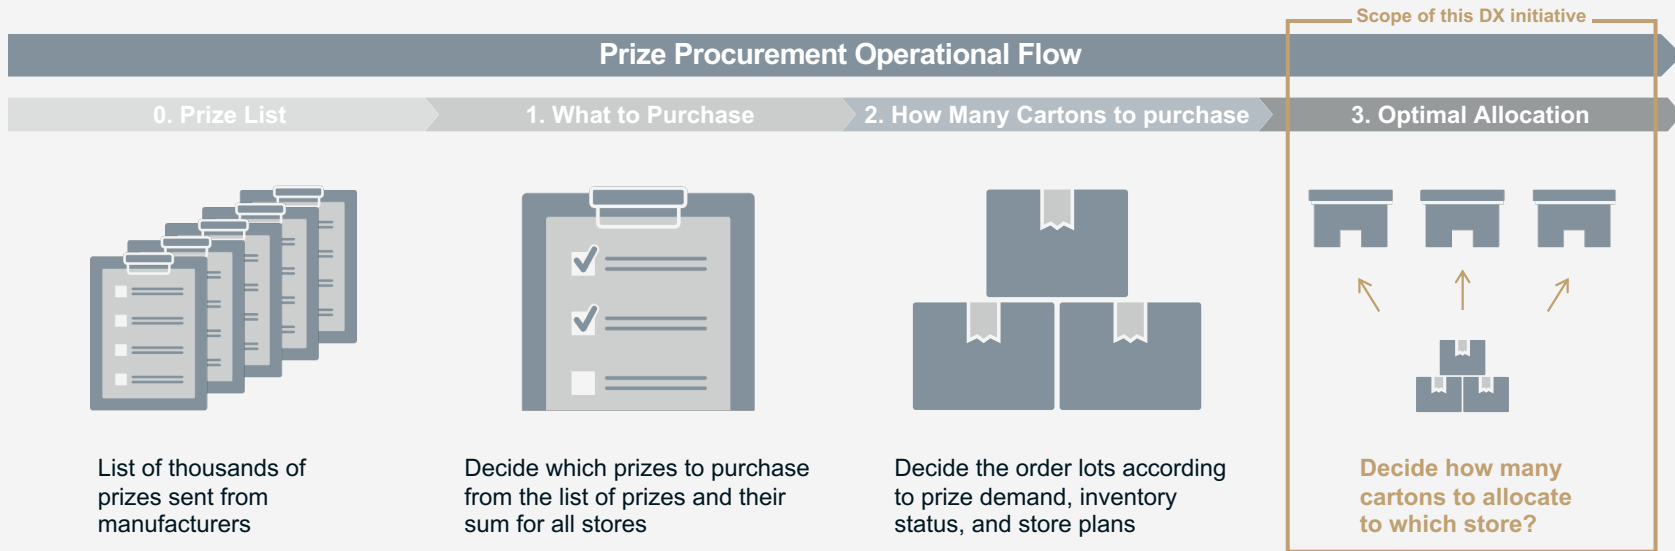 Scope of this DX initiative
Prize Procurement Operational Flow
0. Prize List
1. What to Purchase
2. How Many Cartons to purchase
3. Optimal Allocation
List of thousands of
prizes sent from
manufacturers
Decide which prizes to purchase
from the list of prizes and their
sum for all stores
Decide the order lots according
to prize demand, inventory
status, and store plans
Decide how many
cartons to allocate
to which store?